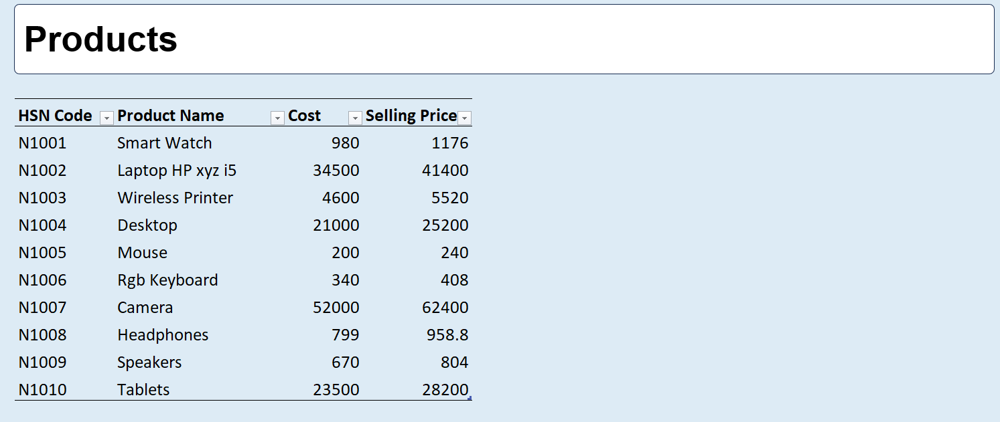 Products
HSN Code Product Name Cost Selling Price
N1001 Smart Watch 980 1176
N1002 Laptop HP xyz i5 34500 41400
N1003 Wireless Printer 4600 5520
N1004 Desktop 21000 25200
N1005 Mouse 200 240
N1006 Rgb Keyboard 340 408
N1007 Camera 52000 62400
N1008 Headphones 799 958.8
N1009 Speakers 670 804
N1010 Tablets 23500 28200